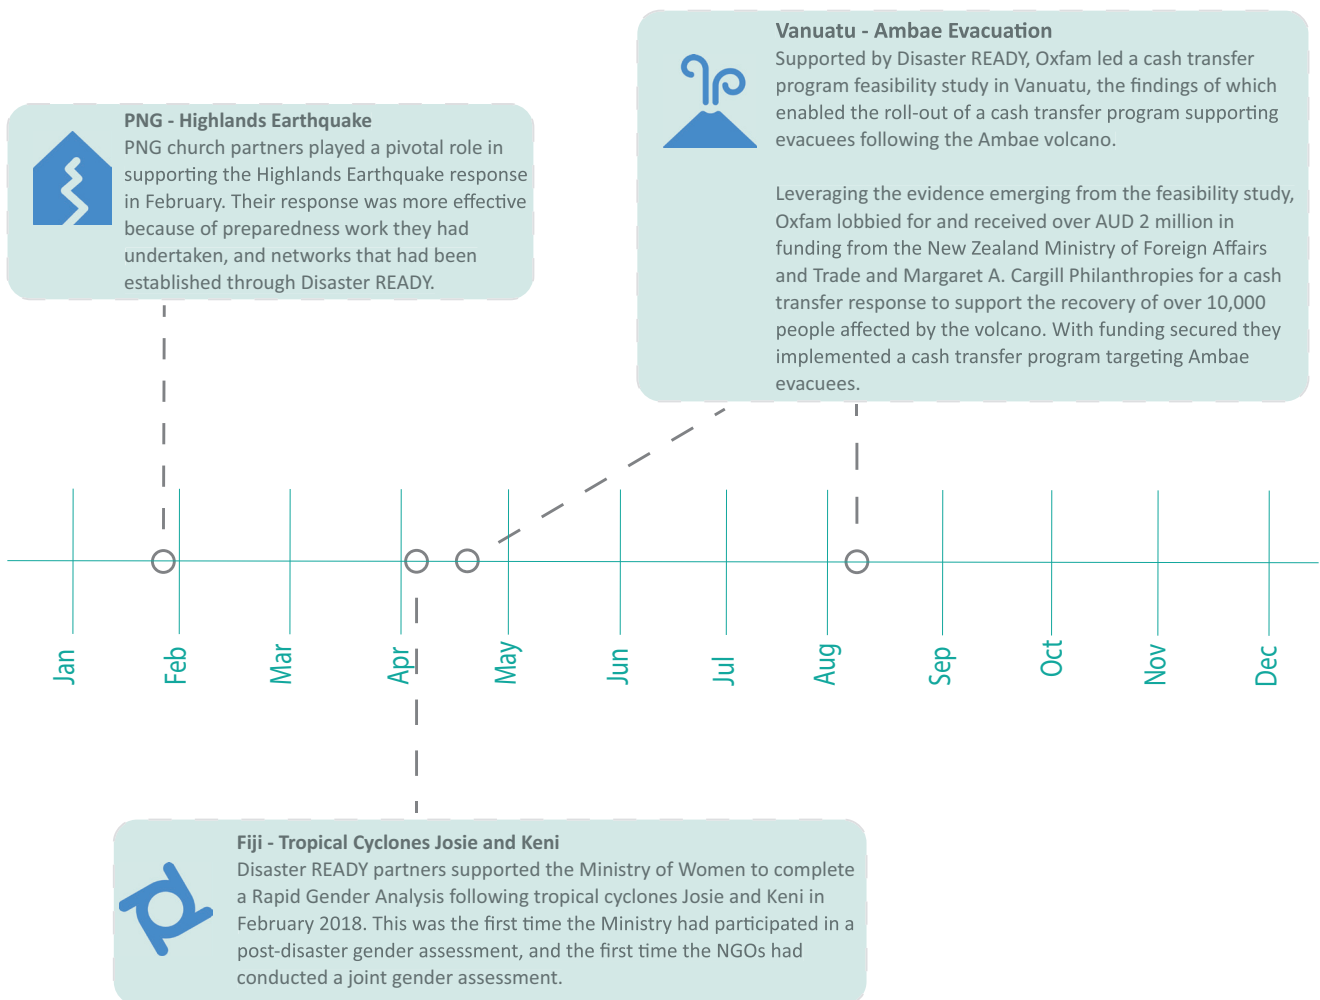 Vanuatu - Ambae Evacuation
Supported by Disaster READY, Oxfam led a cash transfer
program feasibility study in Vanuatu, the findings of which
enabled the roll-out of a cash transfer program supporting
evacuees following the Ambae volcano.
Leveraging the evidence emerging from the feasibility study,
Oxfam lobbied for and received over AUD 2 million in
funding from the New Zealand Ministry of Foreign Affairs
and Trade and Margaret A. Cargill Philanthropies for a cash
transfer response to support the recovery of over 10,000
people affected by the volcano. With funding secured they
implemented a cash transfer program targeting Ambae
evacuees.
PNG - Highlands Earthquake
PNG church partners played a pivotal role in
supporting the Highlands Earthquake response
in February. Their response was more effective
because of preparedness work they had
undertaken, and networks that had been
established through Disaster READY.
Jan
Feb
Mar
Apr
May
Jun
Jul
Aug
Sep
Oct
Nov
Dec
Fiji - Tropical Cyclones Josie and Keni
Disaster READY partners supported the Ministry of Women to complete
a Rapid Gender Analysis following tropical cyclones Josie and Keni in
February 2018. This was the first time the Ministry had participated in a
post-disaster gender assessment, and the first time the NGOs had
conducted a joint gender assessment.